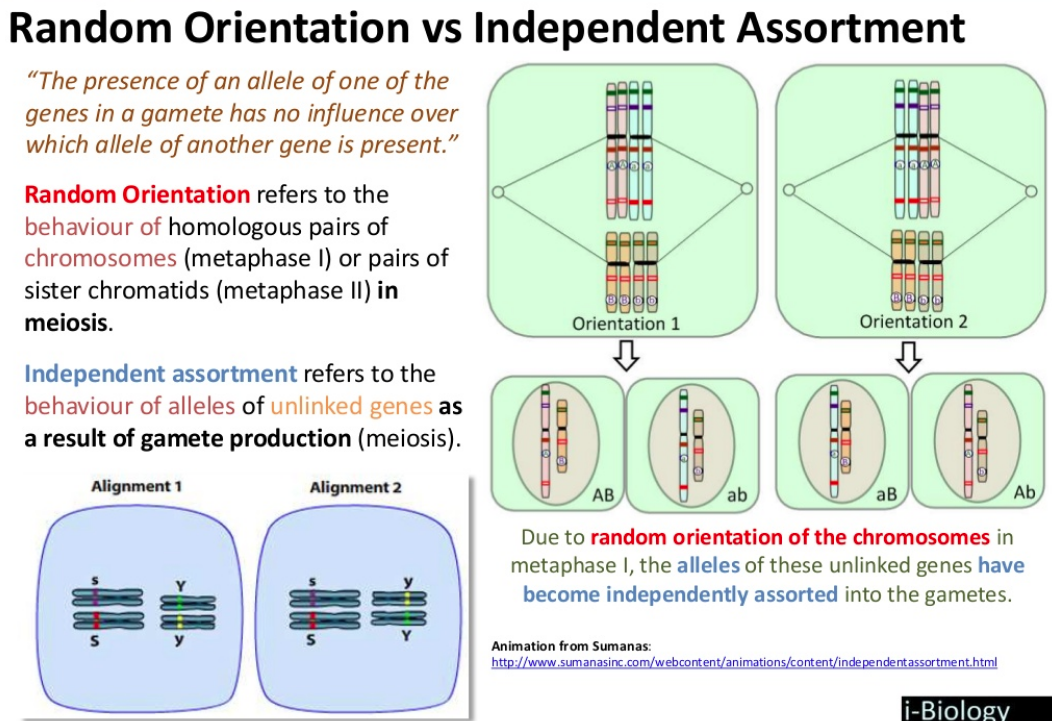 Random Orientation vs Independent Assortment
“The presence of an allele of one of the
genes in a gamete has no influence over
which allele of another gene is present.”
Random Orientation refers to the
behaviour of homologous pairs of
chromosomes (metaphase I) or pairs of
sister chromatids (metaphase II) in
meiosis.
Independent assortment refers to the
behaviour of alleles of unlinked genes as
a result of gamete production (meiosis).
Alignment 1
s
Y
S
y
Alignment 2
s
y
S
Y
A A a a
B B b b
Orientation 1
a a A A
B B b b
Orientation 2
A
B
AB
a
b
ab
a
B
aB
A
b
Ab
Due to random orientation of the chromosomes in
metaphase I, the alleles of these unlinked genes have
become independently assorted into the gametes.
Animation from Sumanas:
http://www.sumanasinc.com/webcontent/animations/content/independentassortment.html
i-Biology